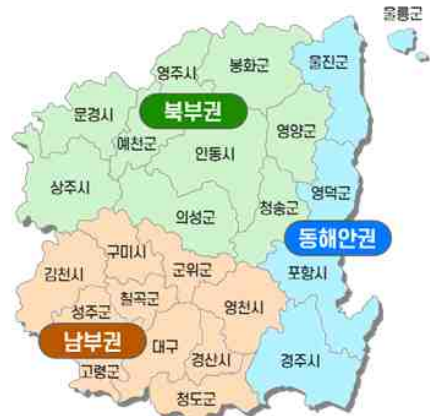 울릉군
봉화군
울진군
영주시
북부권
문경시
예천군
안동시
영양군
상주시
영덕군
청송군
의성군
동해안권
구미시
군위군
김천시
포항시
칠곡군
영천시
성주군
남부권
대구
경산시
경주시
고령군
청도군